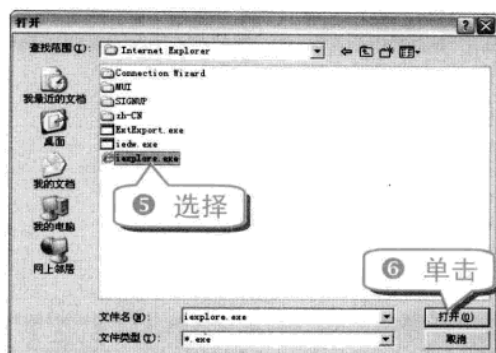 打开
查找范围(I):
Internet Explorer
我最近的文档
桌面
我的文档
我的电脑
网上邻居
Connection Wizard
MUI
SIGNUP
zh-CN
ExtExport.exe
iedw.exe
iexplore.exe
❺ 选择
❻ 单击
文件名(N):
iexplore.exe
打开(O)
文件类型(T):
*.exe
取消